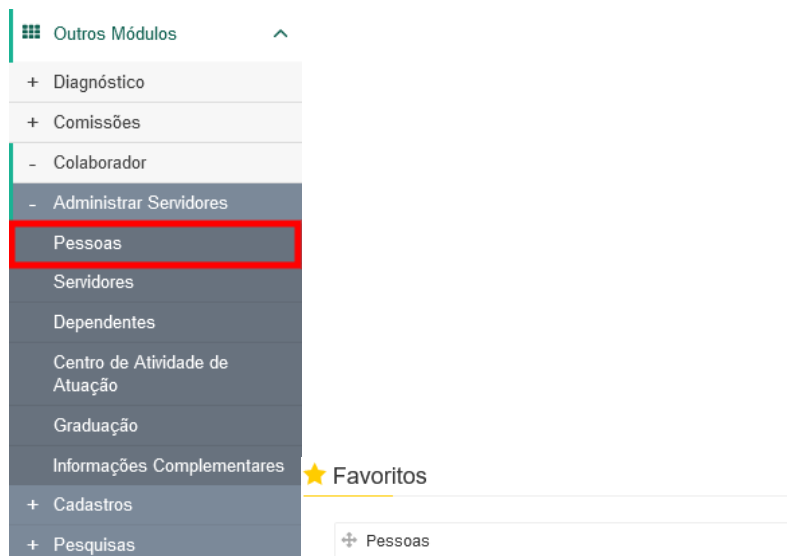 Outros Módulos
+ Diagnóstico
+ Comissões
- Colaborador
- Administrar Servidores
Pessoas
Servidores
Dependentes
Centro de Atividade de
Atuação
Graduação
Informações Complementares
+ Cadastros
+ Pesquisas
Favoritos
Pessoas